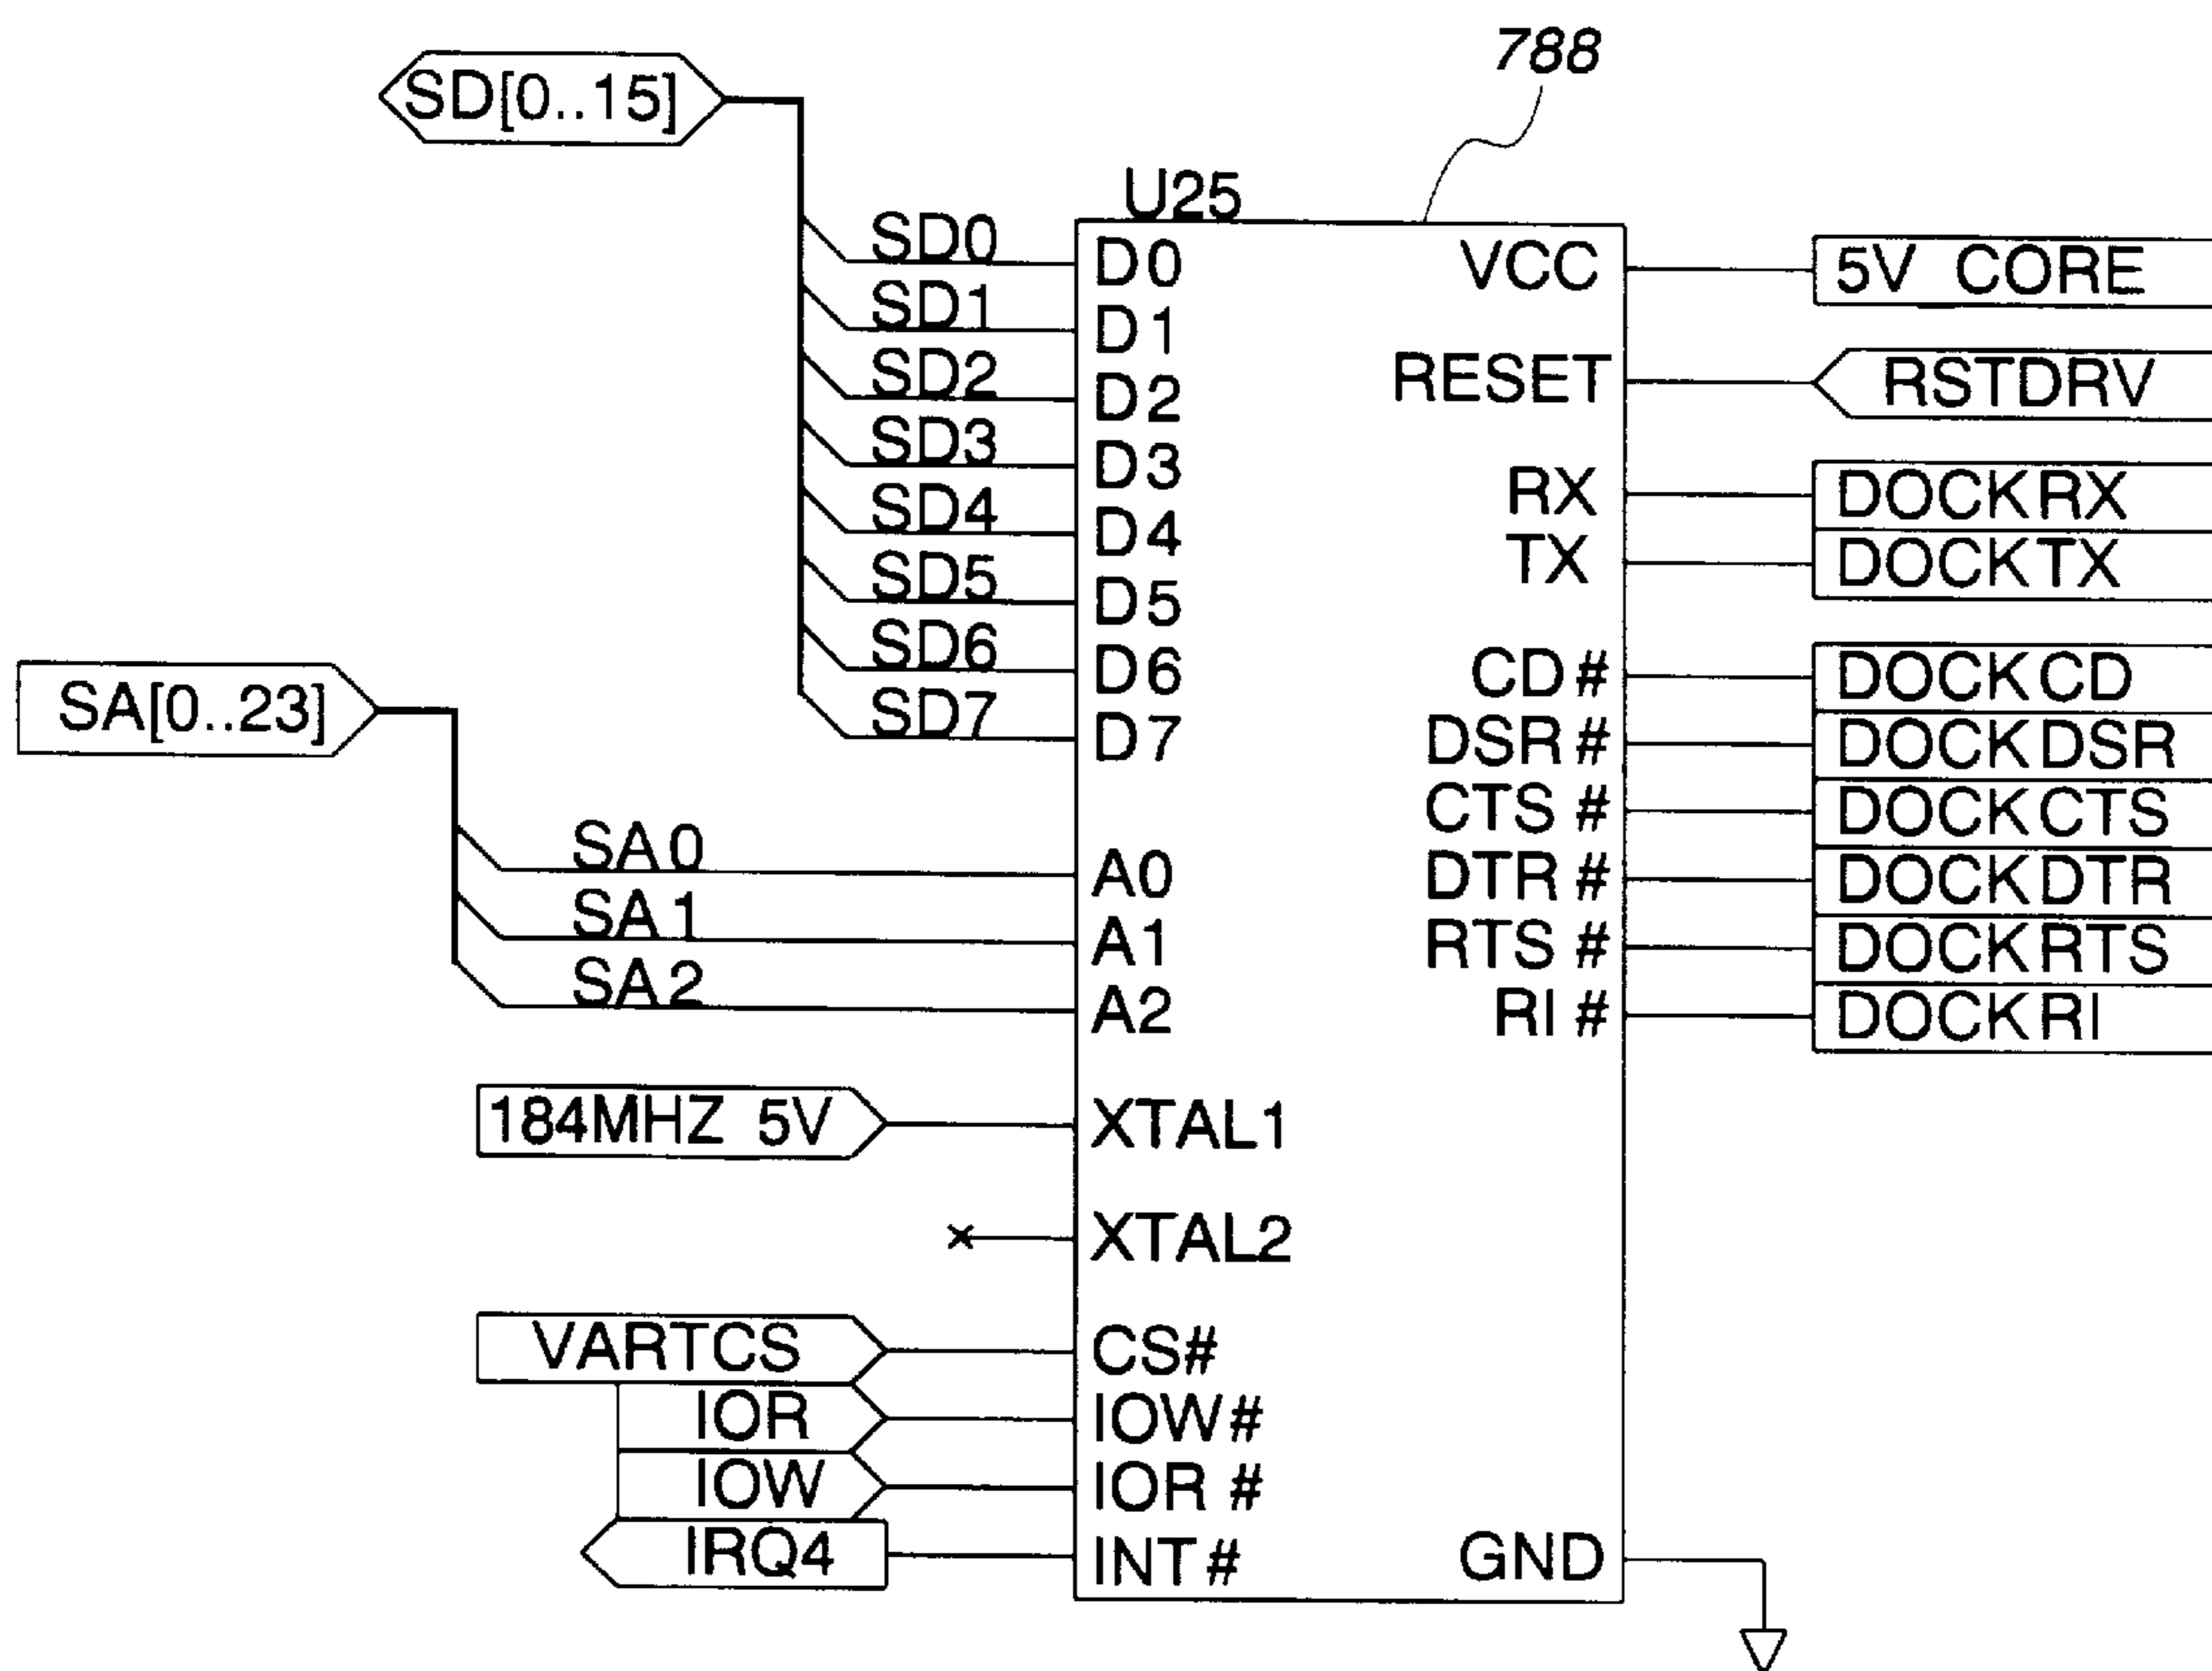 788
SD[0..15]
U25
SD0 D0 VCC 5V CORE
SD1 D1
SD2 D2 RESET RSTDRV
SD3 D3 RX DOCKRX
SD4 D4 TX DOCKTX
SD5 D5
SD6 D6 CD# DOCKCD
SA[0..23] SD7 D7 DSR# DOCKDSR
CTS # DOCKCTS
SA0 A0 DTR # DOCKDTR
SA1 A1 RTS # DOCKRTS
SA2 A2 RI # DOCKRI
184MHZ 5V XTAL1
x XTAL2
VARTCS CS#
IOR IOW#
IOW IOR #
IRQ4 INT# GND